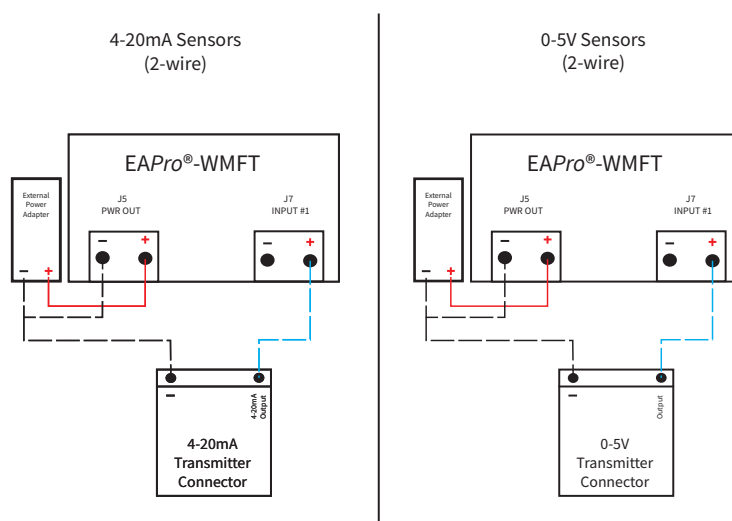 4-20mA Sensors
(2-wire)
EAPro®-WMFT
External
Power
Adapter
J5
PWR OUT
J7
INPUT #1
− +
− +
− +
−
4-20mA
Output
4-20mA
Transmitter
Connector
0-5V Sensors
(2-wire)
EAPro®-WMFT
External
Power
Adapter
J5
PWR OUT
J7
INPUT #1
− +
− +
− +
−
Output
0-5V
Transmitter
Connector